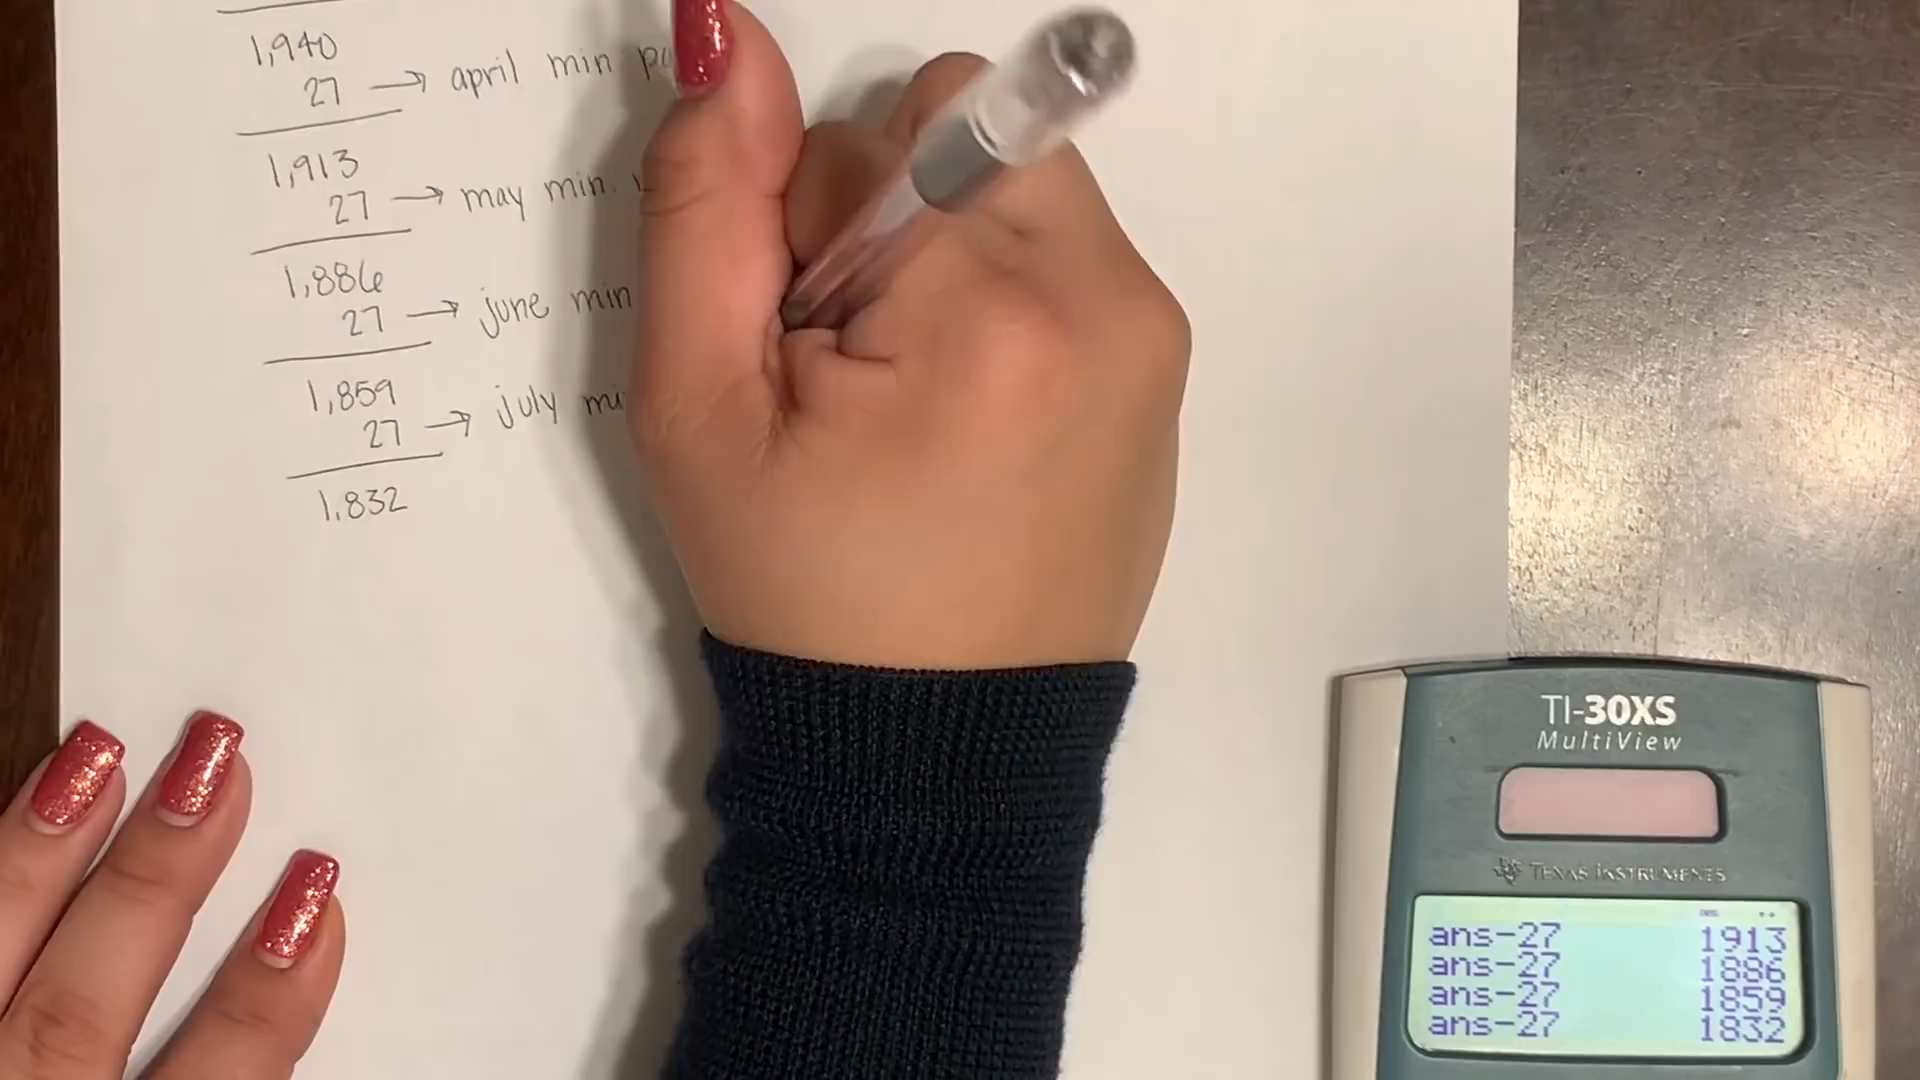 1,940
27 → april min
1,913
27 → may min.
1,886
27 → june min
1,859
27 → july
1,832
TI-30XS
MultiView
TEXAS INSTRUMENTS
ans-27 1913
ans-27 1886
ans-27 1859
ans-27 1832